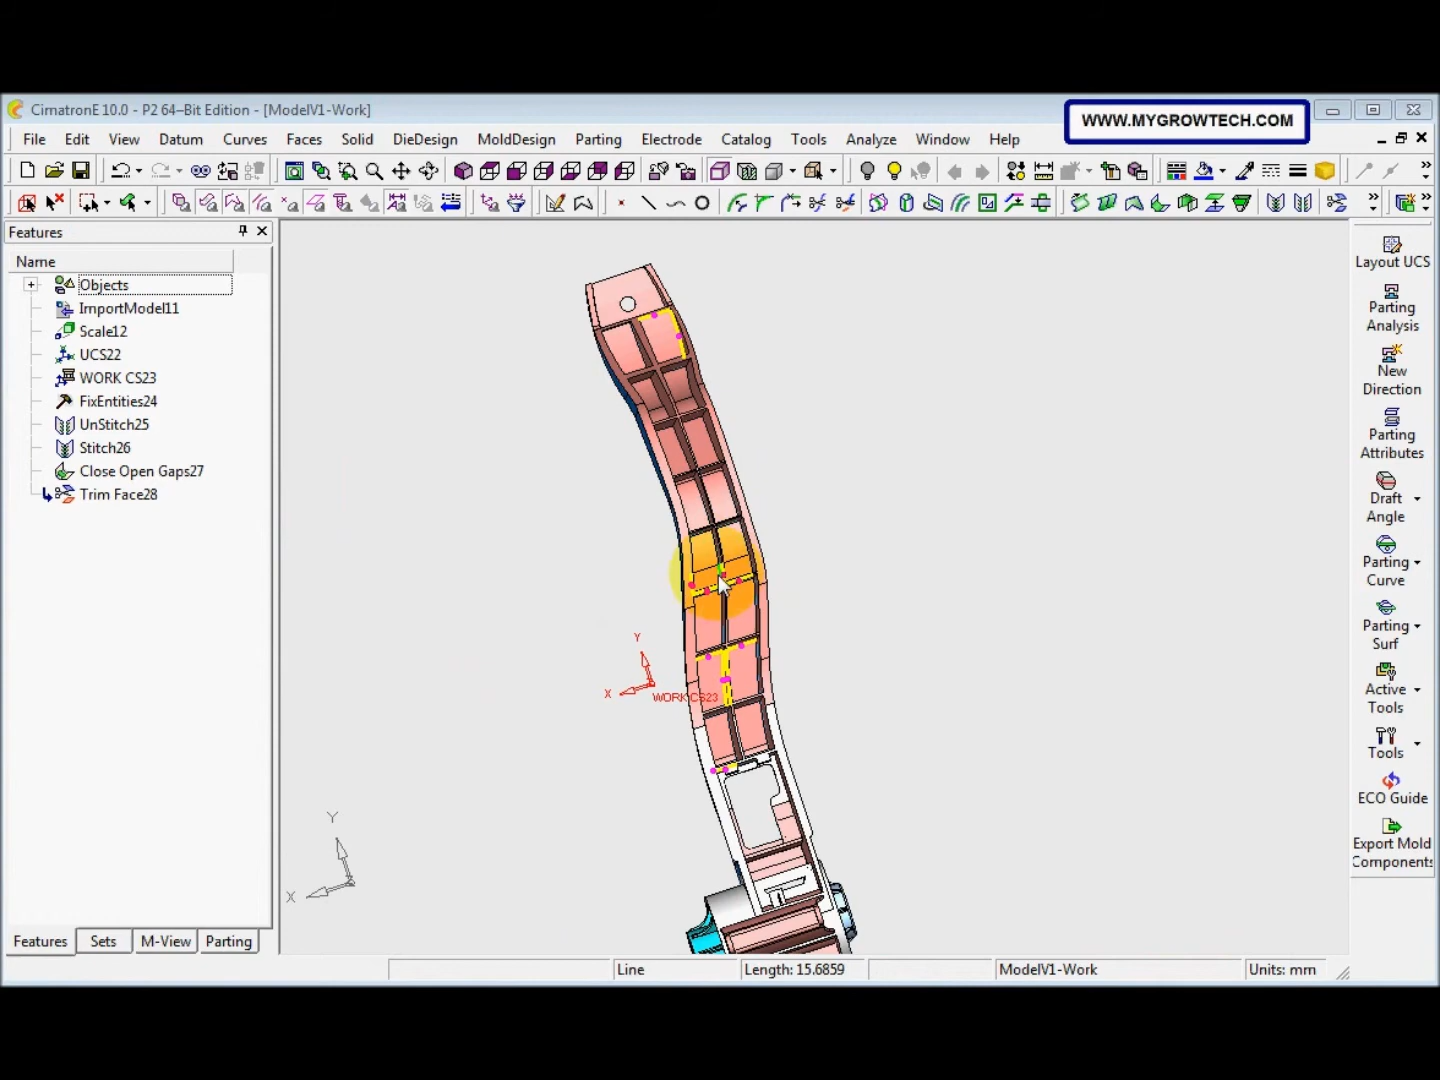 CimatronE 10.0 - P2 64–Bit Edition - [ModelV1-Work]
WWW.MYGROWTECH.COM
File Edit View Datum Curves Faces Solid DieDesign MoldDesign Parting Electrode Catalog Tools Analyze Window Help
Features
Name
Objects
ImportModel11
Scale12
UCS22
WORK CS23
FixEntities24
UnStitch25
Stitch26
Close Open Gaps27
Trim Face28
Y
X
WORK CS23
Y
X
Layout UCS
Parting
Analysis
New
Direction
Parting
Attributes
Draft
Angle
Parting
Curve
Parting
Surf
Active
Tools
Tools
ECO Guide
Export Mold
Components
Features Sets M-View Parting
Line
Length: 15.6859
ModelV1-Work
Units: mm